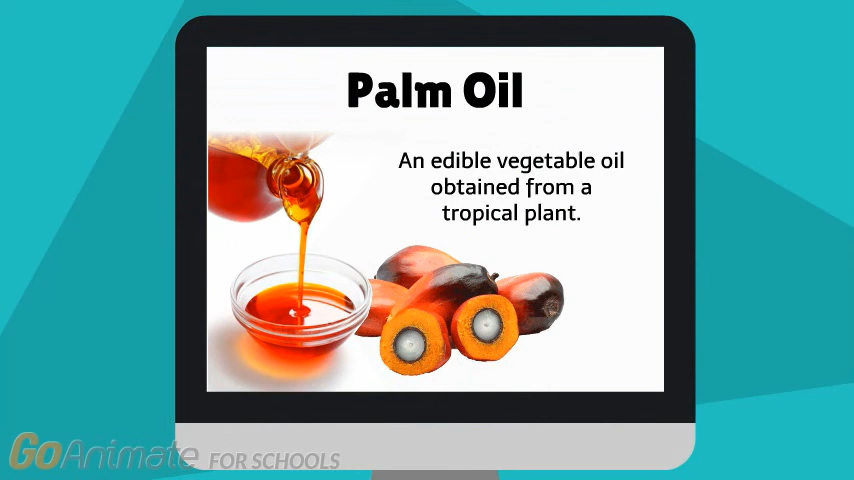 Palm Oil
An edible vegetable oil
obtained from a
tropical plant.
GoAnimate FOR SCHOOLS